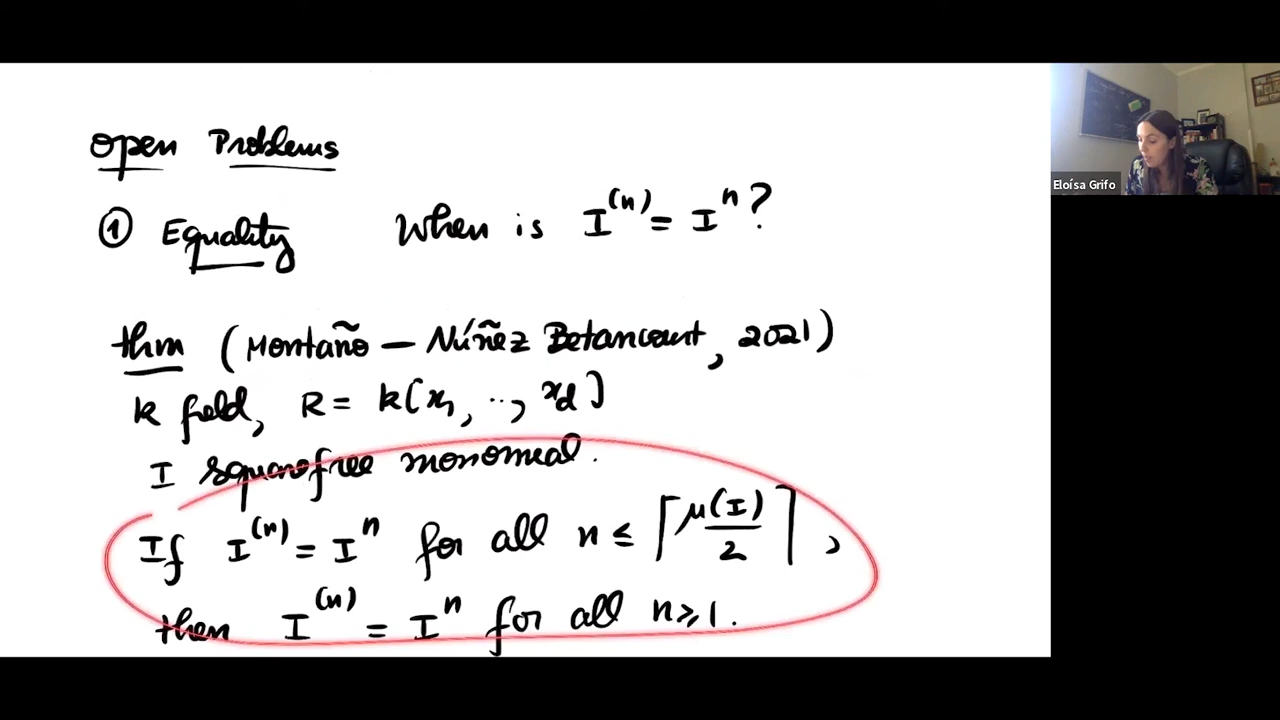 Open Problems
① Equality When is I^(n) = I^n?
thm (Montaño – Núñez Betancourt, 2021)
k field, R = k[x₁, .., x_d]
I squarefree monomial.
If I^(n) = I^n for all n ≤ ⌈μ(I)/2⌉,
then I^(n) = I^n for all n ⩾ 1.
Eloísa Grifo